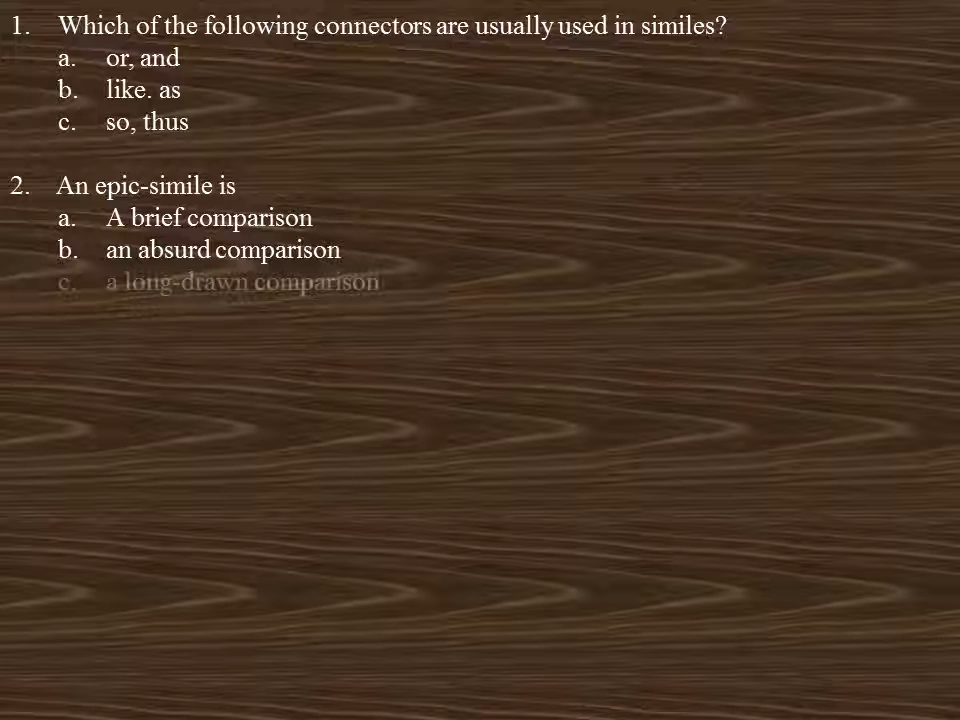 1. Which of the following connectors are usually used in similes?
a. or, and
b. like. as
c. so, thus
2. An epic-simile is
a. A brief comparison
b. an absurd comparison
c. a long-drawn comparison